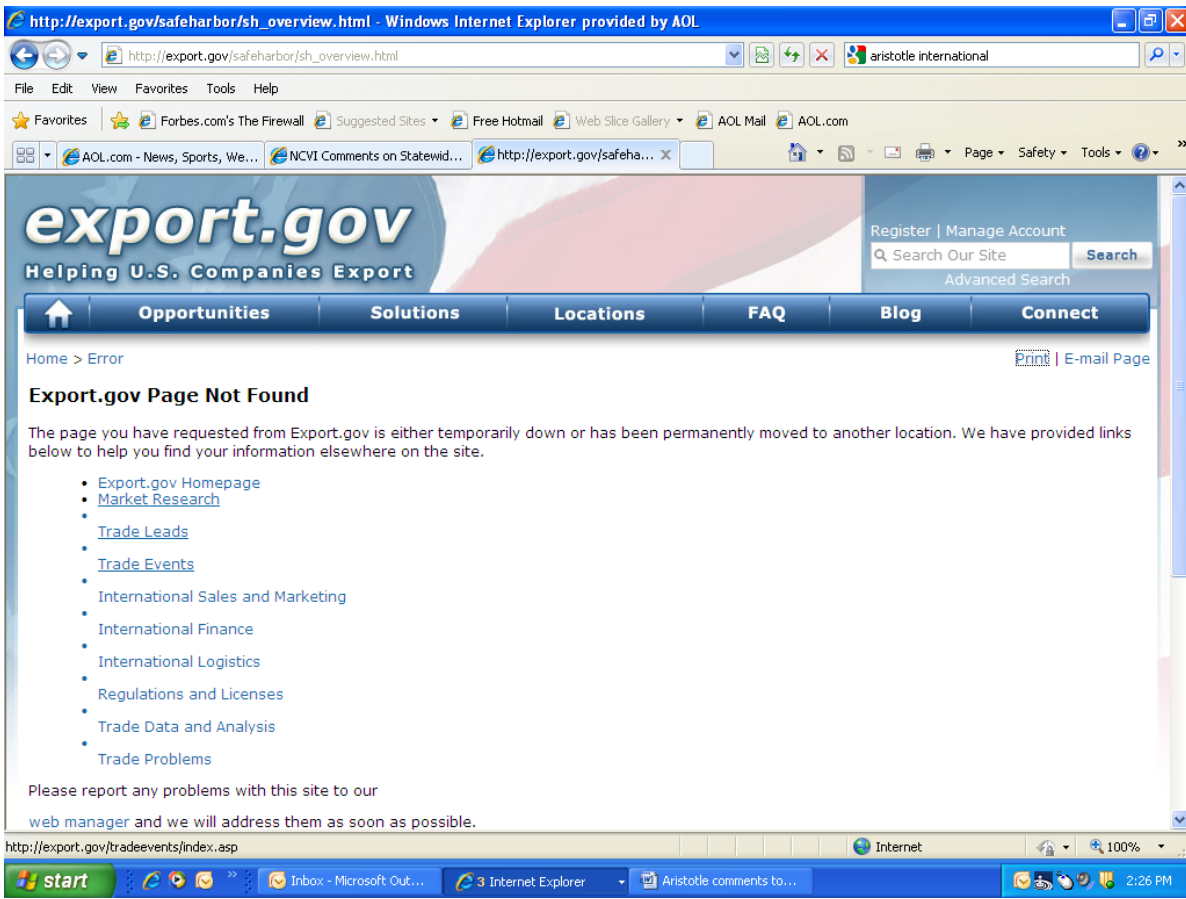 http://export.gov/safeharbor/sh_overview.html - Windows Internet Explorer provided by AOL
http://export.gov/safeharbor/sh_overview.html
aristotle international
File Edit View Favorites Tools Help
Favorites Forbes.com's The Firewall Suggested Sites Free Hotmail Web Slice Gallery AOL Mail AOL.com
AOL.com - News, Sports, We... NCVI Comments on Statewid... http://export.gov/safeha... X Page Safety Tools »
export.gov
Helping U.S. Companies Export
Register | Manage Account
Search Our Site Search
Advanced Search
Opportunities Solutions Locations FAQ Blog Connect
Home > Error
Print | E-mail Page
Export.gov Page Not Found
The page you have requested from Export.gov is either temporarily down or has been permanently moved to another location. We have provided links
below to help you find your information elsewhere on the site.
• Export.gov Homepage
• Market Research
•
Trade Leads
•
Trade Events
•
International Sales and Marketing
•
International Finance
•
International Logistics
•
Regulations and Licenses
•
Trade Data and Analysis
•
Trade Problems
Please report any problems with this site to our
web manager and we will address them as soon as possible.
http://export.gov/tradeevents/index.asp Internet 100%
start » Inbox - Microsoft Out... 3 Internet Explorer Aristotle comments to... 2:26 PM